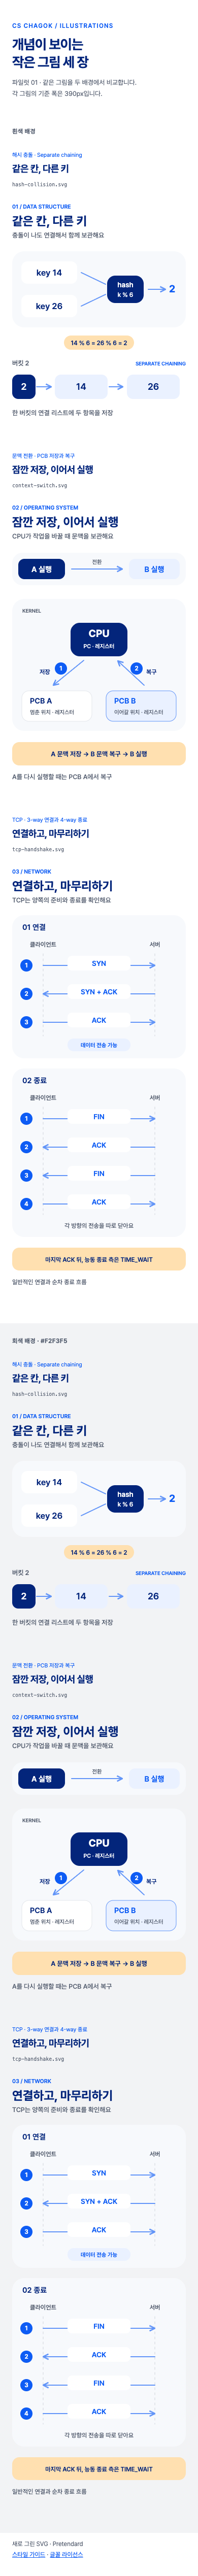 CS CHAGOK / ILLUSTRATIONS
개념이 보이는
작은 그림 세 장
파일럿 01 · 같은 그림을 두 배경에서 비교합니다.
각 그림의 기준 폭은 390px입니다.
흰색 배경
해시 충돌 · Separate chaining
같은 칸, 다른 키
hash-collision.svg
01 / DATA STRUCTURE
같은 칸, 다른 키
충돌이 나도 연결해서 함께 보관해요
key 14
hash
k % 6
2
key 26
14 % 6 = 26 % 6 = 2
버킷 2
SEPARATE CHAINING
2
14
26
한 버킷의 연결 리스트에 두 항목을 저장
문맥 전환 · PCB 저장과 복구
잠깐 저장, 이어서 실행
context-switch.svg
02 / OPERATING SYSTEM
잠깐 저장, 이어서 실행
CPU가 작업을 바꿀 때 문맥을 보관해요
A 실행
전환
B 실행
KERNEL
CPU
PC · 레지스터
저장
1
2
복구
PCB A
멈춘 위치 · 레지스터
PCB B
이어갈 위치 · 레지스터
A 문맥 저장 → B 문맥 복구 → B 실행
A를 다시 실행할 때는 PCB A에서 복구
TCP · 3-way 연결과 4-way 종료
연결하고, 마무리하기
tcp-handshake.svg
03 / NETWORK
연결하고, 마무리하기
TCP는 양쪽의 준비와 종료를 확인해요
01 연결
클라이언트
서버
1
SYN
2
SYN + ACK
3
ACK
데이터 전송 가능
02 종료
클라이언트
서버
1
FIN
2
ACK
3
FIN
4
ACK
각 방향의 전송을 따로 닫아요
마지막 ACK 뒤, 능동 종료 측은 TIME_WAIT
일반적인 연결과 순차 종료 흐름
회색 배경 · #F2F3F5
해시 충돌 · Separate chaining
같은 칸, 다른 키
hash-collision.svg
01 / DATA STRUCTURE
같은 칸, 다른 키
충돌이 나도 연결해서 함께 보관해요
key 14
hash
k % 6
2
key 26
14 % 6 = 26 % 6 = 2
버킷 2
SEPARATE CHAINING
2
14
26
한 버킷의 연결 리스트에 두 항목을 저장
문맥 전환 · PCB 저장과 복구
잠깐 저장, 이어서 실행
context-switch.svg
02 / OPERATING SYSTEM
잠깐 저장, 이어서 실행
CPU가 작업을 바꿀 때 문맥을 보관해요
A 실행
전환
B 실행
KERNEL
CPU
PC · 레지스터
저장
1
2
복구
PCB A
멈춘 위치 · 레지스터
PCB B
이어갈 위치 · 레지스터
A 문맥 저장 → B 문맥 복구 → B 실행
A를 다시 실행할 때는 PCB A에서 복구
TCP · 3-way 연결과 4-way 종료
연결하고, 마무리하기
tcp-handshake.svg
03 / NETWORK
연결하고, 마무리하기
TCP는 양쪽의 준비와 종료를 확인해요
01 연결
클라이언트
서버
1
SYN
2
SYN + ACK
3
ACK
데이터 전송 가능
02 종료
클라이언트
서버
1
FIN
2
ACK
3
FIN
4
ACK
각 방향의 전송을 따로 닫아요
마지막 ACK 뒤, 능동 종료 측은 TIME_WAIT
일반적인 연결과 순차 종료 흐름
새로 그린 SVG · Pretendard
스타일 가이드 · 글꼴 라이선스